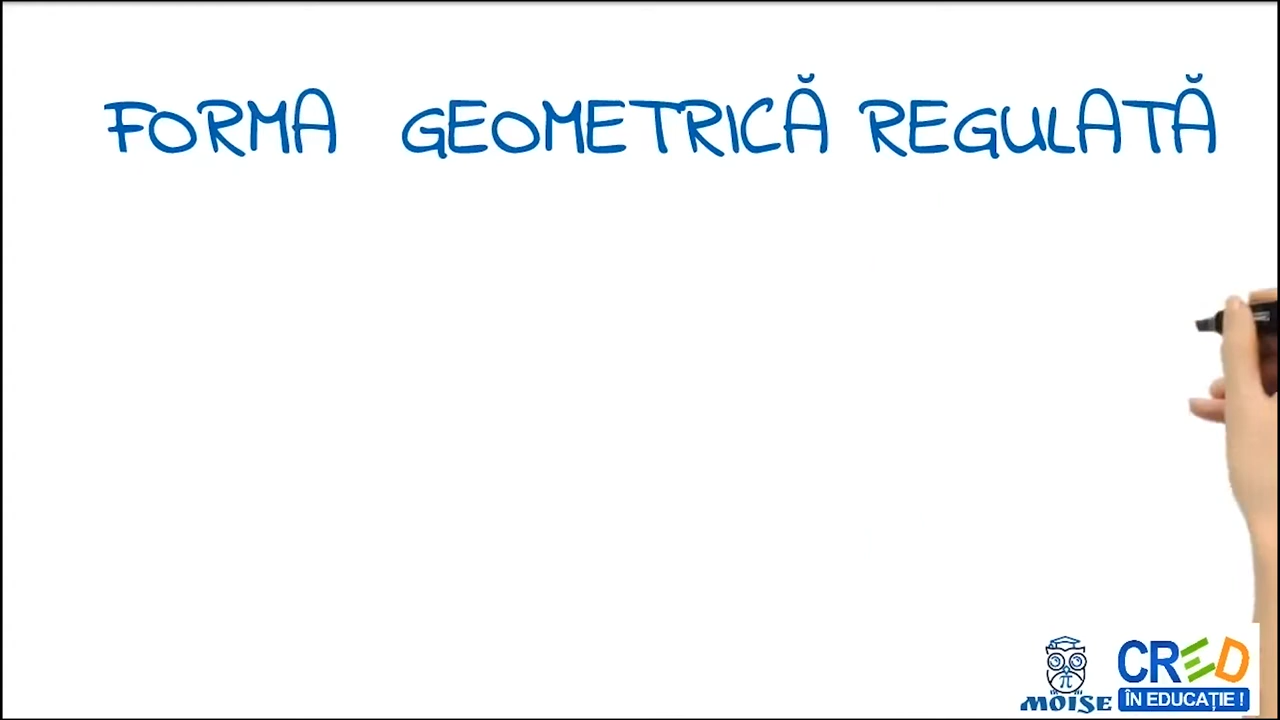 FORMA GEOMETRICĂ REGULATĂ
π
MOISE
CRED
ÎN EDUCAȚIE !